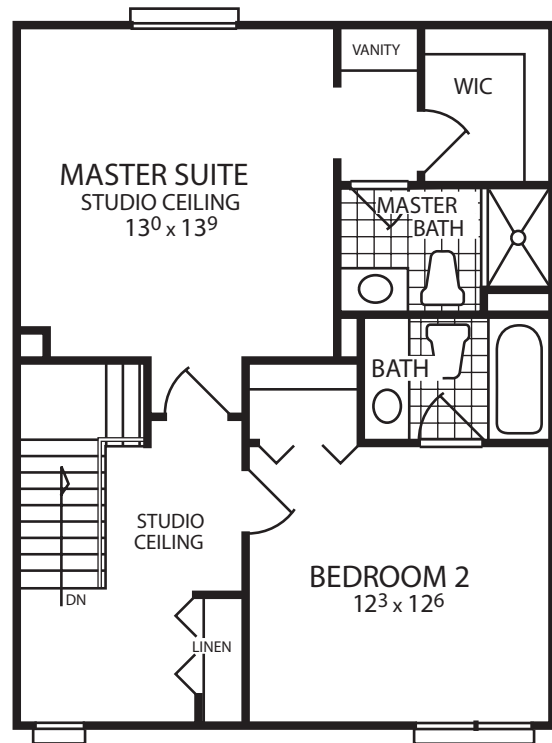 VANITY
WIC
MASTER SUITE
STUDIO CEILING
13⁰ x 13⁹
MASTER
BATH
BATH
STUDIO
CEILING
BEDROOM 2
12³ x 12⁶
DN
LINEN